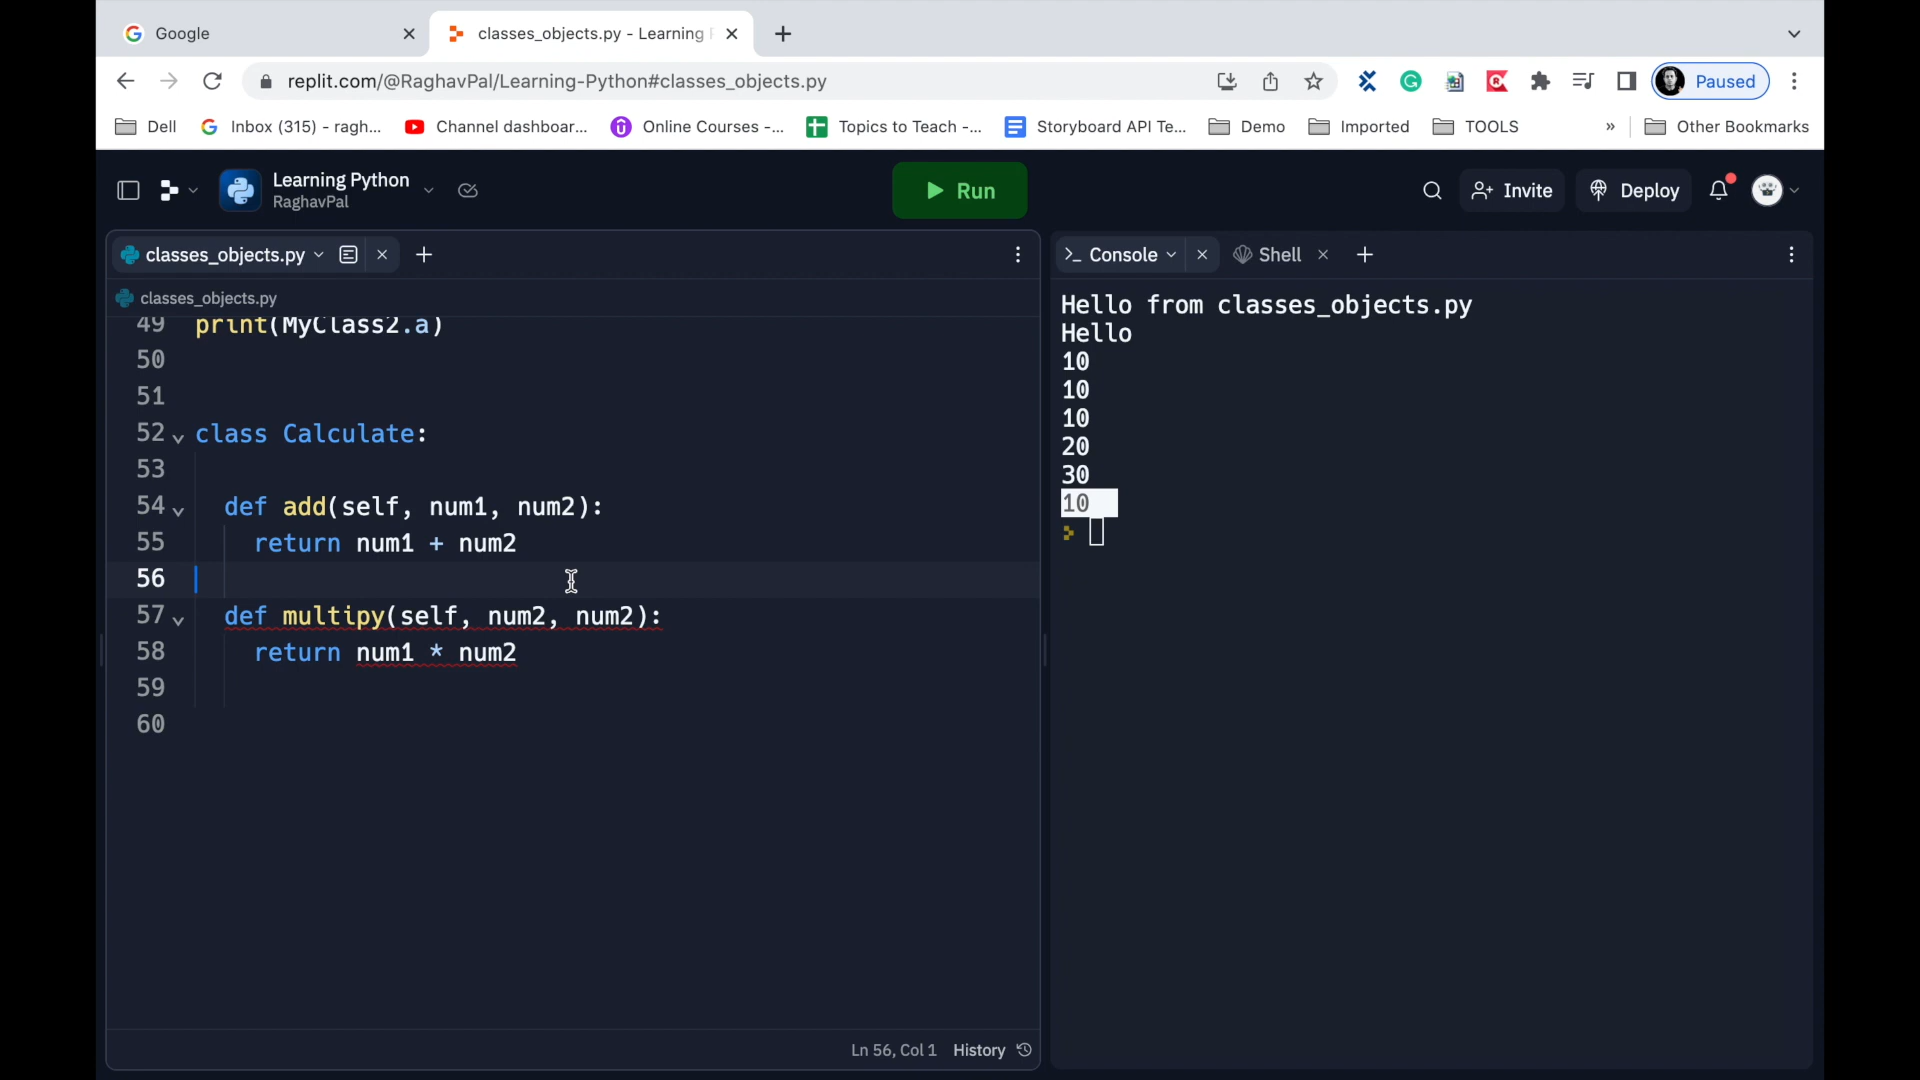 Google
classes_objects.py - Learning
replit.com/@RaghavPal/Learning-Python#classes_objects.py
Paused
Dell
Inbox (315) - ragh...
Channel dashboar...
Online Courses -...
Topics to Teach -...
Storyboard API Te...
Demo
Imported
TOOLS
»
Other Bookmarks
Learning Python
RaghavPal
Run
Invite
Deploy
classes_objects.py
classes_objects.py
49 print(MyClass2.a)
50
51
52 class Calculate:
53
54 def add(self, num1, num2):
55 return num1 + num2
56
57 def multipy(self, num2, num2):
58 return num1 * num2
59
60
Ln 56, Col 1 History
Console
Shell
Hello from classes_objects.py
Hello
10
10
10
20
30
10